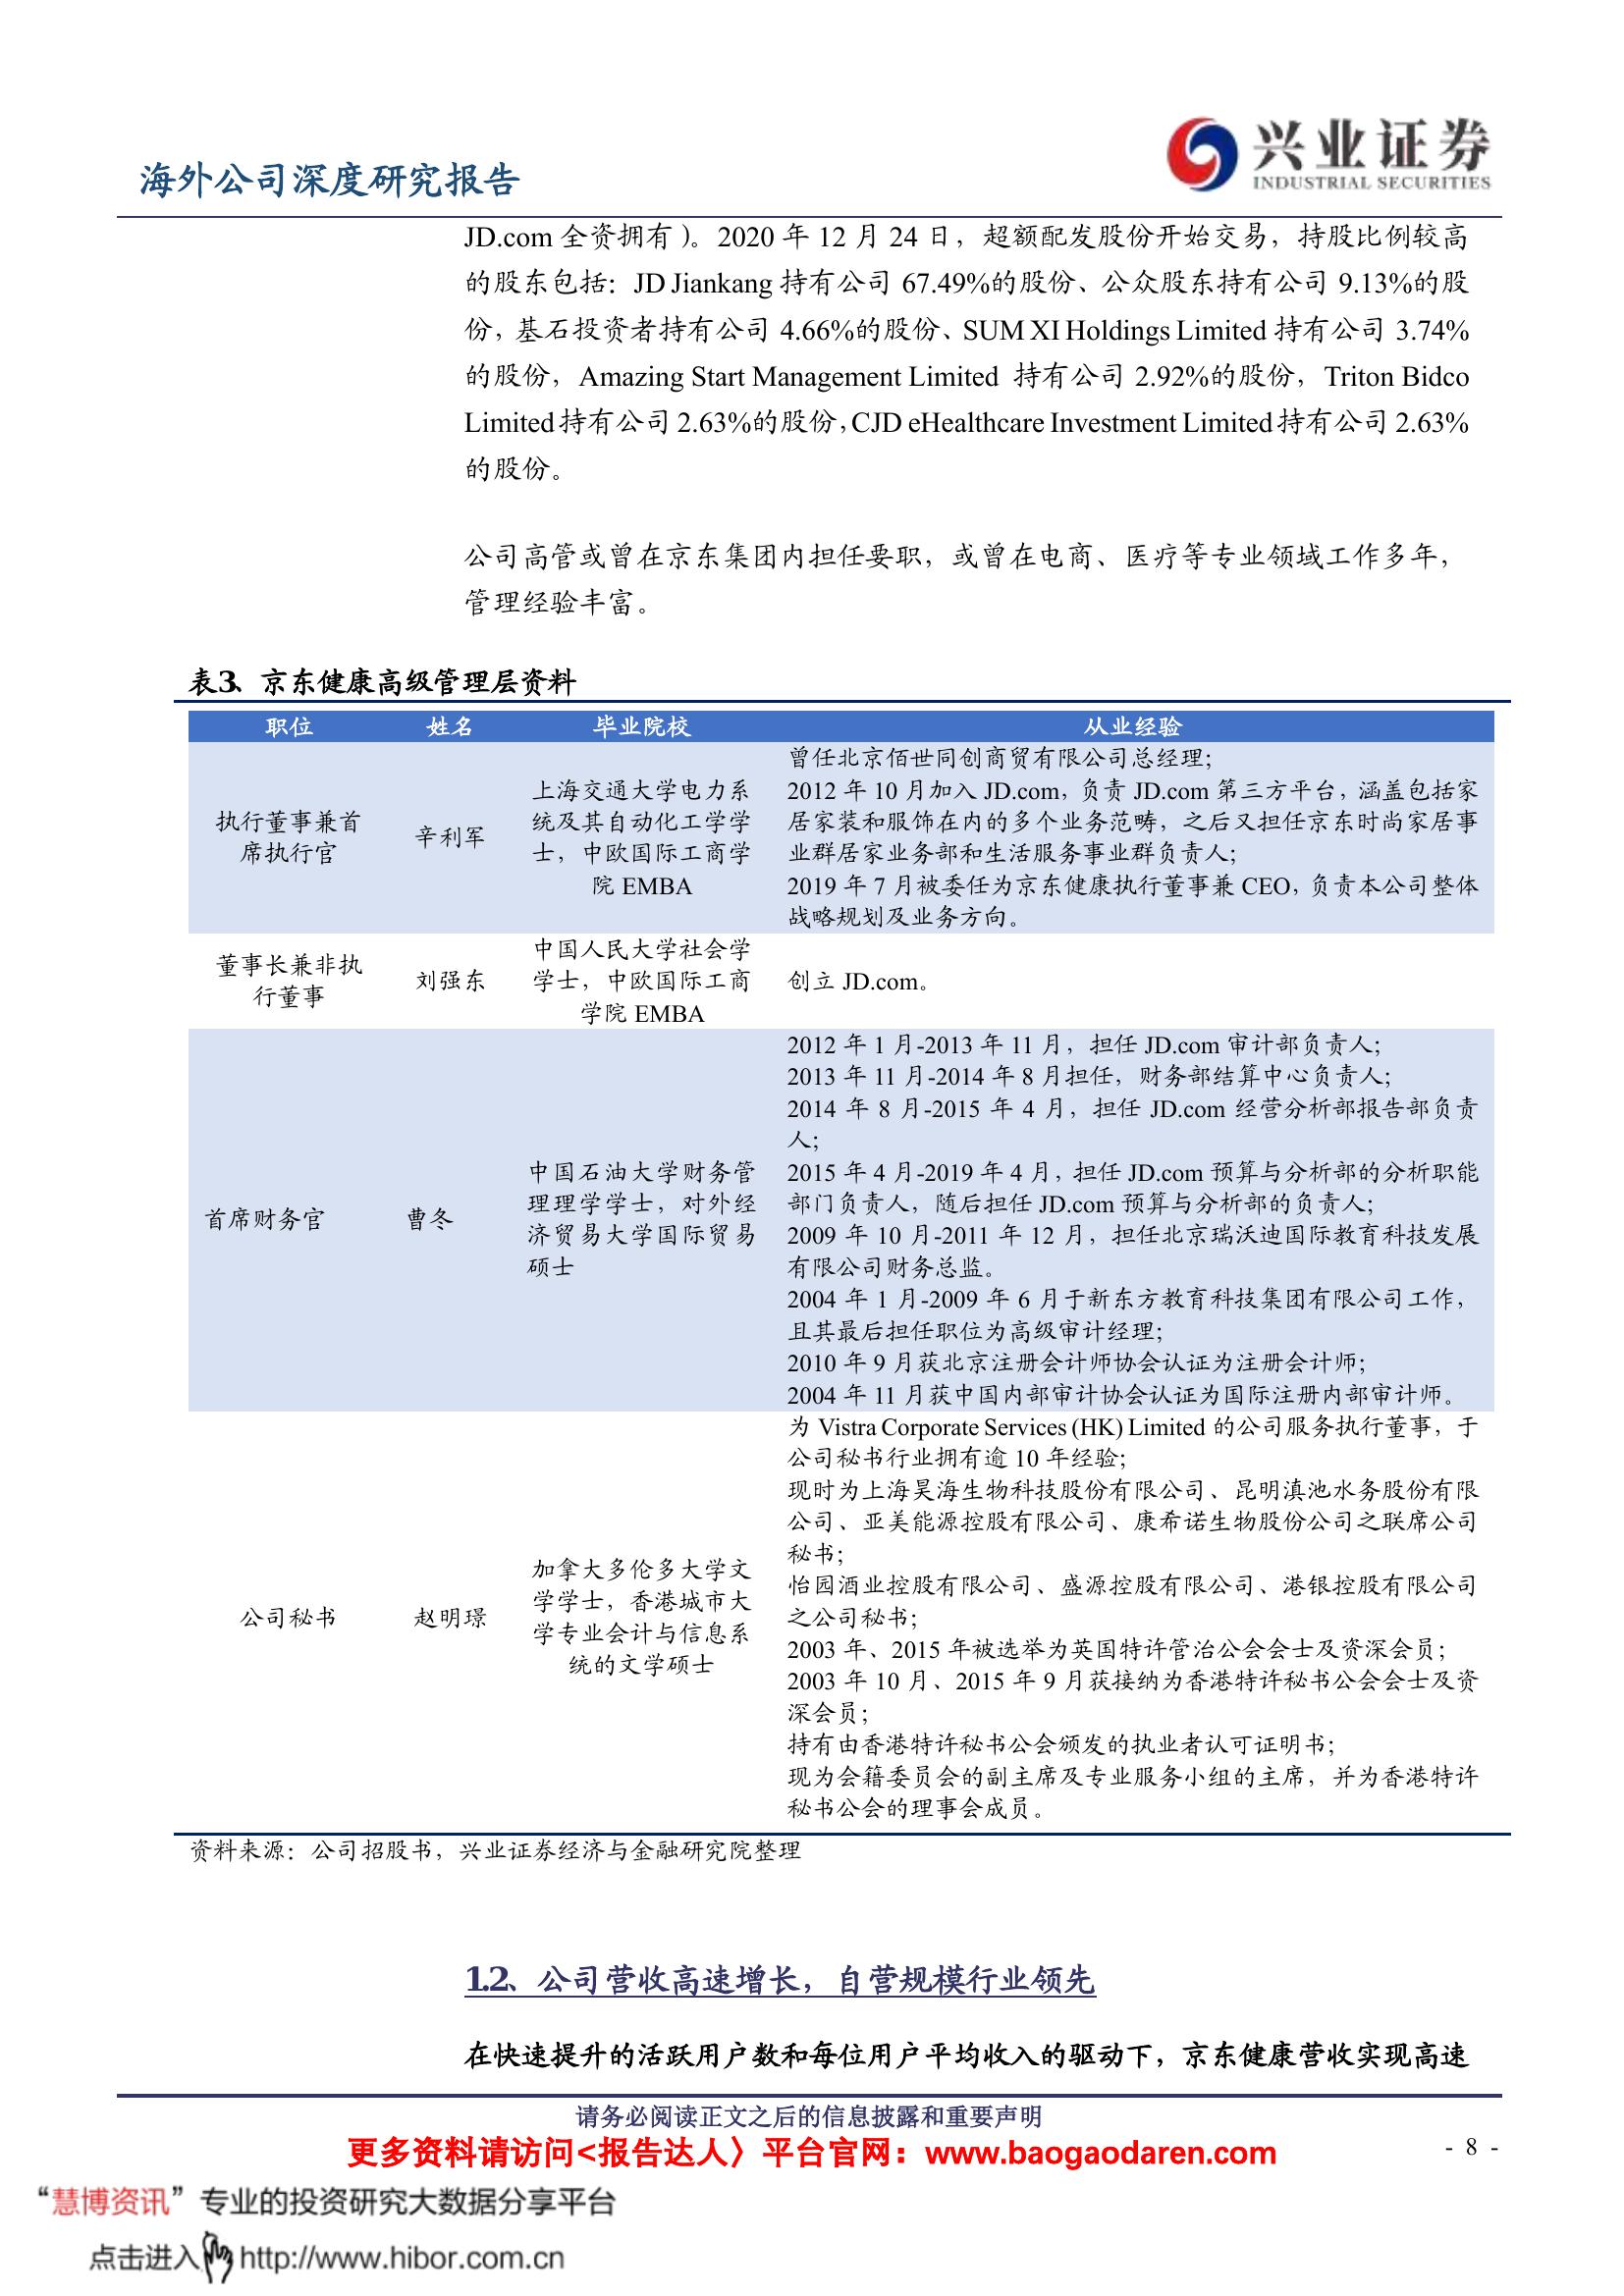 海外公司深度研究报告
兴业证券
INDUSTRIAL SECURITIES
JD.com 全资拥有）。2020 年 12 月 24 日，超额配发股份开始交易，持股比例较高
的股东包括：JD Jiankang 持有公司 67.49%的股份、公众股东持有公司 9.13%的股
份，基石投资者持有公司 4.66%的股份、SUM XI Holdings Limited 持有公司 3.74%
的股份，Amazing Start Management Limited 持有公司 2.92%的股份，Triton Bidco
Limited 持有公司 2.63%的股份，CJD eHealthcare Investment Limited 持有公司 2.63%
的股份。
公司高管或曾在京东集团内担任要职，或曾在电商、医疗等专业领域工作多年，
管理经验丰富。
表3、京东健康高级管理层资料
职位 姓名 毕业院校 从业经验
执行董事兼首
席执行官
辛利军
上海交通大学电力系
统及其自动化工学学
士，中欧国际工商学
院 EMBA
曾任北京佰世同创商贸有限公司总经理；
2012 年 10 月加入 JD.com，负责 JD.com 第三方平台，涵盖包括家
居家装和服饰在内的多个业务范畴，之后又担任京东时尚家居事
业群居家业务部和生活服务事业群负责人；
2019 年 7 月被委任为京东健康执行董事兼 CEO，负责本公司整体
战略规划及业务方向。
董事长兼非执
行董事
刘强东
中国人民大学社会学
学士，中欧国际工商
学院 EMBA
创立 JD.com。
首席财务官
曹冬
中国石油大学财务管
理理学学士，对外经
济贸易大学国际贸易
硕士
2012 年 1 月-2013 年 11 月，担任 JD.com 审计部负责人；
2013 年 11 月-2014 年 8 月担任，财务部结算中心负责人；
2014 年 8 月-2015 年 4 月，担任 JD.com 经营分析部报告部负责
人；
2015 年 4 月-2019 年 4 月，担任 JD.com 预算与分析部的分析职能
部门负责人，随后担任 JD.com 预算与分析部的负责人；
2009 年 10 月-2011 年 12 月，担任北京瑞沃迪国际教育科技发展
有限公司财务总监。
2004 年 1 月-2009 年 6 月于新东方教育科技集团有限公司工作，
且其最后担任职位为高级审计经理；
2010 年 9 月获北京注册会计师协会认证为注册会计师；
2004 年 11 月获中国内部审计协会认证为国际注册内部审计师。
公司秘书
赵明璟
加拿大多伦多大学文
学学士，香港城市大
学专业会计与信息系
统的文学硕士
为 Vistra Corporate Services (HK) Limited 的公司服务执行董事，于
公司秘书行业拥有逾 10 年经验；
现时为上海昊海生物科技股份有限公司、昆明滇池水务股份有限
公司、亚美能源控股有限公司、康希诺生物股份公司之联席公司
秘书；
怡园酒业控股有限公司、盛源控股有限公司、港银控股有限公司
之公司秘书；
2003 年、2015 年被选举为英国特许管治公会会士及资深会员；
2003 年 10 月、2015 年 9 月获接纳为香港特许秘书公会会士及资
深会员；
持有由香港特许秘书公会颁发的执业者认可证明书；
现为会籍委员会的副主席及专业服务小组的主席，并为香港特许
秘书公会的理事会成员。
资料来源：公司招股书，兴业证券经济与金融研究院整理
1.2、公司营收高速增长，自营规模行业领先
在快速提升的活跃用户数和每位用户平均收入的驱动下，京东健康营收实现高速
请务必阅读正文之后的信息披露和重要声明
更多资料请访问<报告达人〉平台官网：www.baogaodaren.com
- 8 -
“慧博资讯”专业的投资研究大数据分享平台
点击进入 http://www.hibor.com.cn